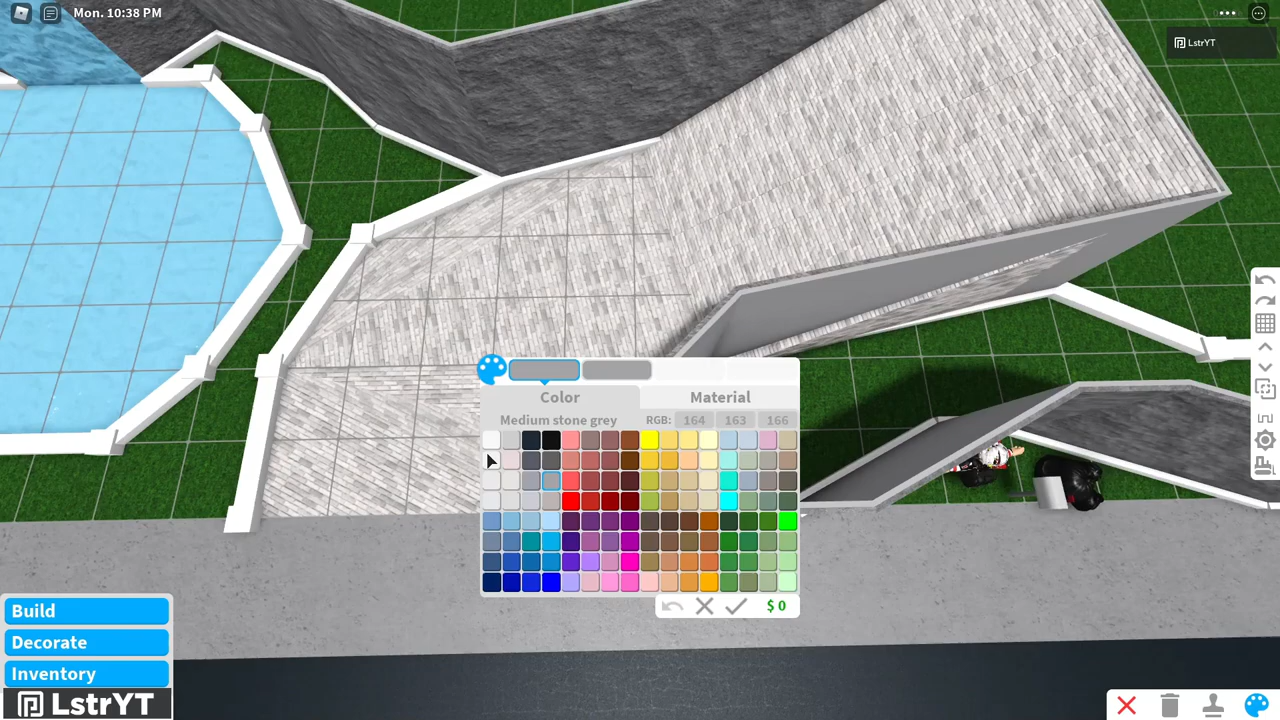 Mon. 10:38 PM
LstrYT
Color
Material
Medium stone grey
RGB: 164 163 166
$ 0
Build
Decorate
Inventory
LstrYT